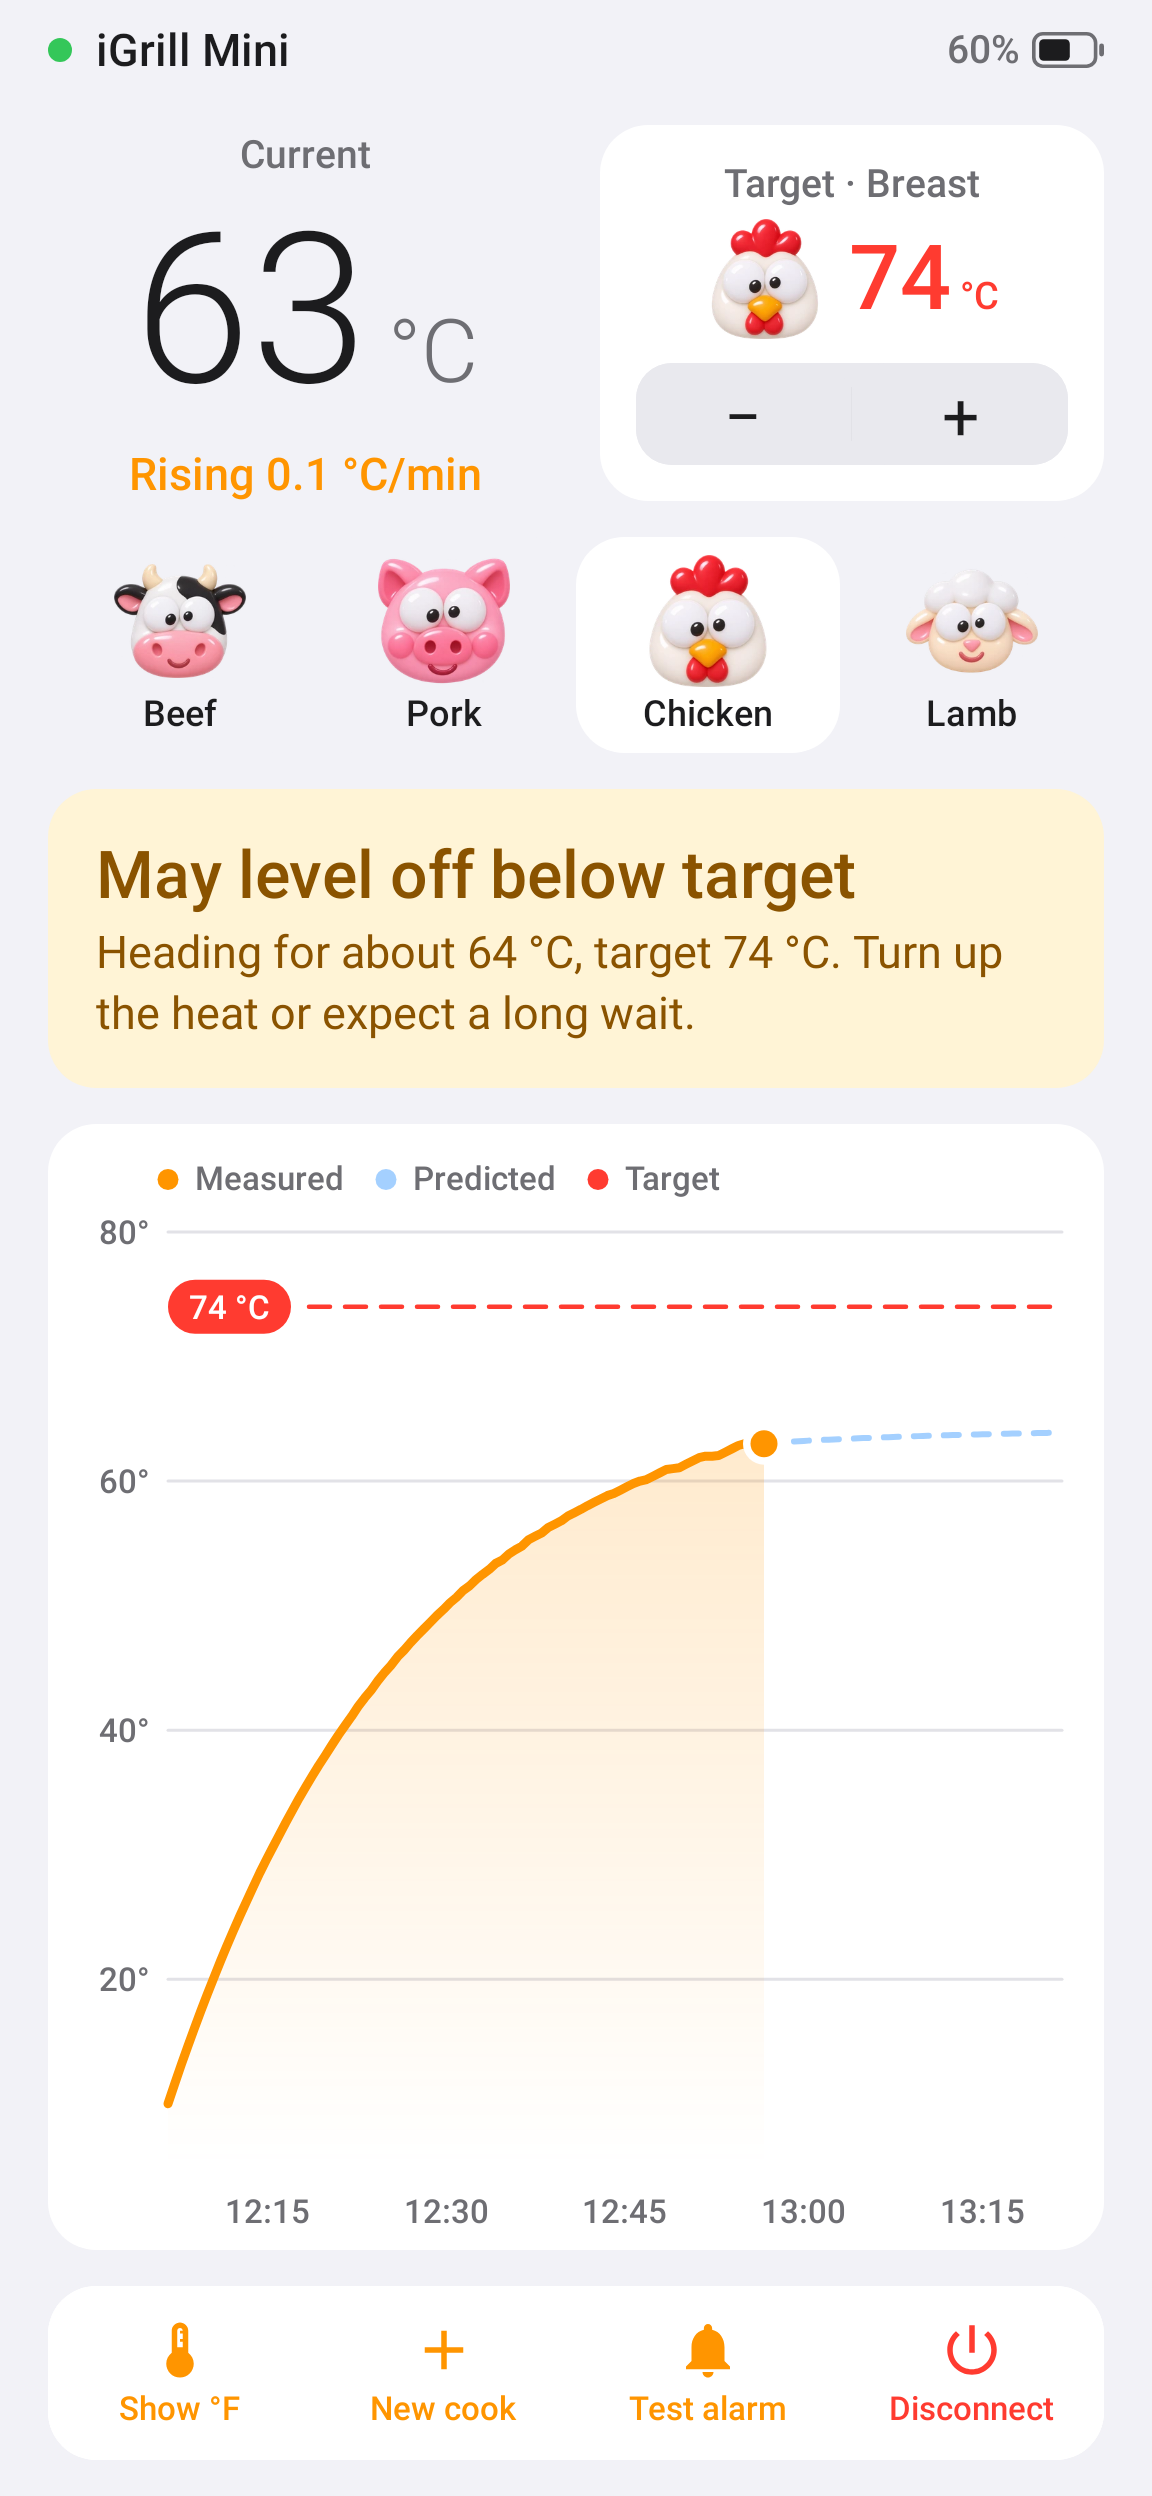 iGrill Mini
60%
Current
63 °C
Rising 0.1 °C/min
Target · Breast
74 °C
− +
Beef
Pork
Chicken
Lamb
May level off below target
Heading for about 64 °C, target 74 °C. Turn up
the heat or expect a long wait.
Measured
Predicted
Target
80°
74 °C
60°
40°
20°
12:15
12:30
12:45
13:00
13:15
Show °F
New cook
Test alarm
Disconnect